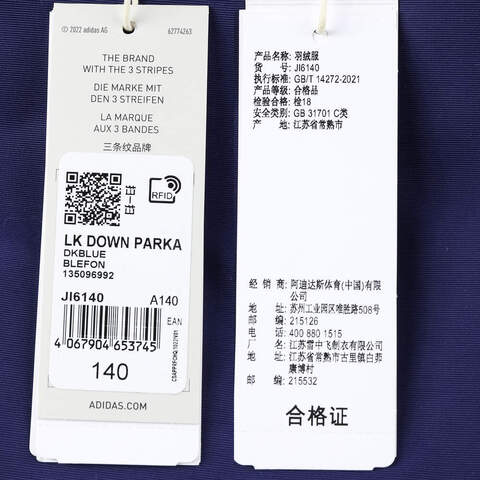 © 2022 adidas AG 62774263
THE BRAND
WITH THE 3 STRIPES
DIE MARKE MIT
DEN 3 STREIFEN
LA MARQUE
AUX 3 BANDES
三条纹品牌
扫一扫
RFID
LK DOWN PARKA
DKBLUE
BLEFON
135096992
JI6140 A140
EAN
4 067904 653745
140
ADIDAS.COM
产品名称: 羽绒服
货 号: JI6140
执行标准: GB/T 14272-2021
产品等级: 合格品
检验合格: 检18
安全类别: GB 31701 C类
产 地: 江苏省常熟市
经 销 商: 阿迪达斯体育(中国)有限
公司
地 址: 苏州工业园区唯胜路508号
邮 编: 215126
电 话: 400 880 1515
厂 名: 江苏雪中飞制衣有限公司
地 址: 江苏省常熟市古里镇白茆
康博村
邮 编: 215532
合格证